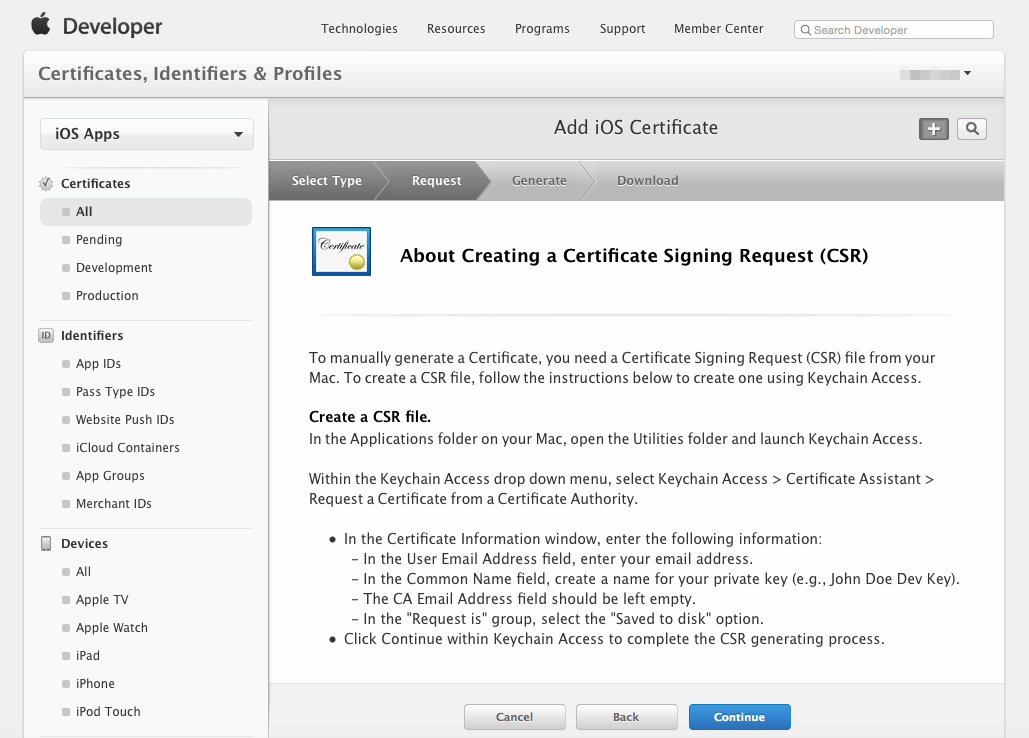 Developer
Technologies
Resources
Programs
Support
Member Center
Search Developer
Certificates, Identifiers & Profiles
iOS Apps
Certificates
All
Pending
Development
Production
Identifiers
App IDs
Pass Type IDs
Website Push IDs
iCloud Containers
App Groups
Merchant IDs
Devices
All
Apple TV
Apple Watch
iPad
iPhone
iPod Touch
Add iOS Certificate
Select Type
Request
Generate
Download
Certificate
About Creating a Certificate Signing Request (CSR)
To manually generate a Certificate, you need a Certificate Signing Request (CSR) file from your
Mac. To create a CSR file, follow the instructions below to create one using Keychain Access.
Create a CSR file.
In the Applications folder on your Mac, open the Utilities folder and launch Keychain Access.
Within the Keychain Access drop down menu, select Keychain Access > Certificate Assistant >
Request a Certificate from a Certificate Authority.
• In the Certificate Information window, enter the following information:
– In the User Email Address field, enter your email address.
– In the Common Name field, create a name for your private key (e.g., John Doe Dev Key).
– The CA Email Address field should be left empty.
– In the "Request is" group, select the "Saved to disk" option.
• Click Continue within Keychain Access to complete the CSR generating process.
Cancel
Back
Continue
ID